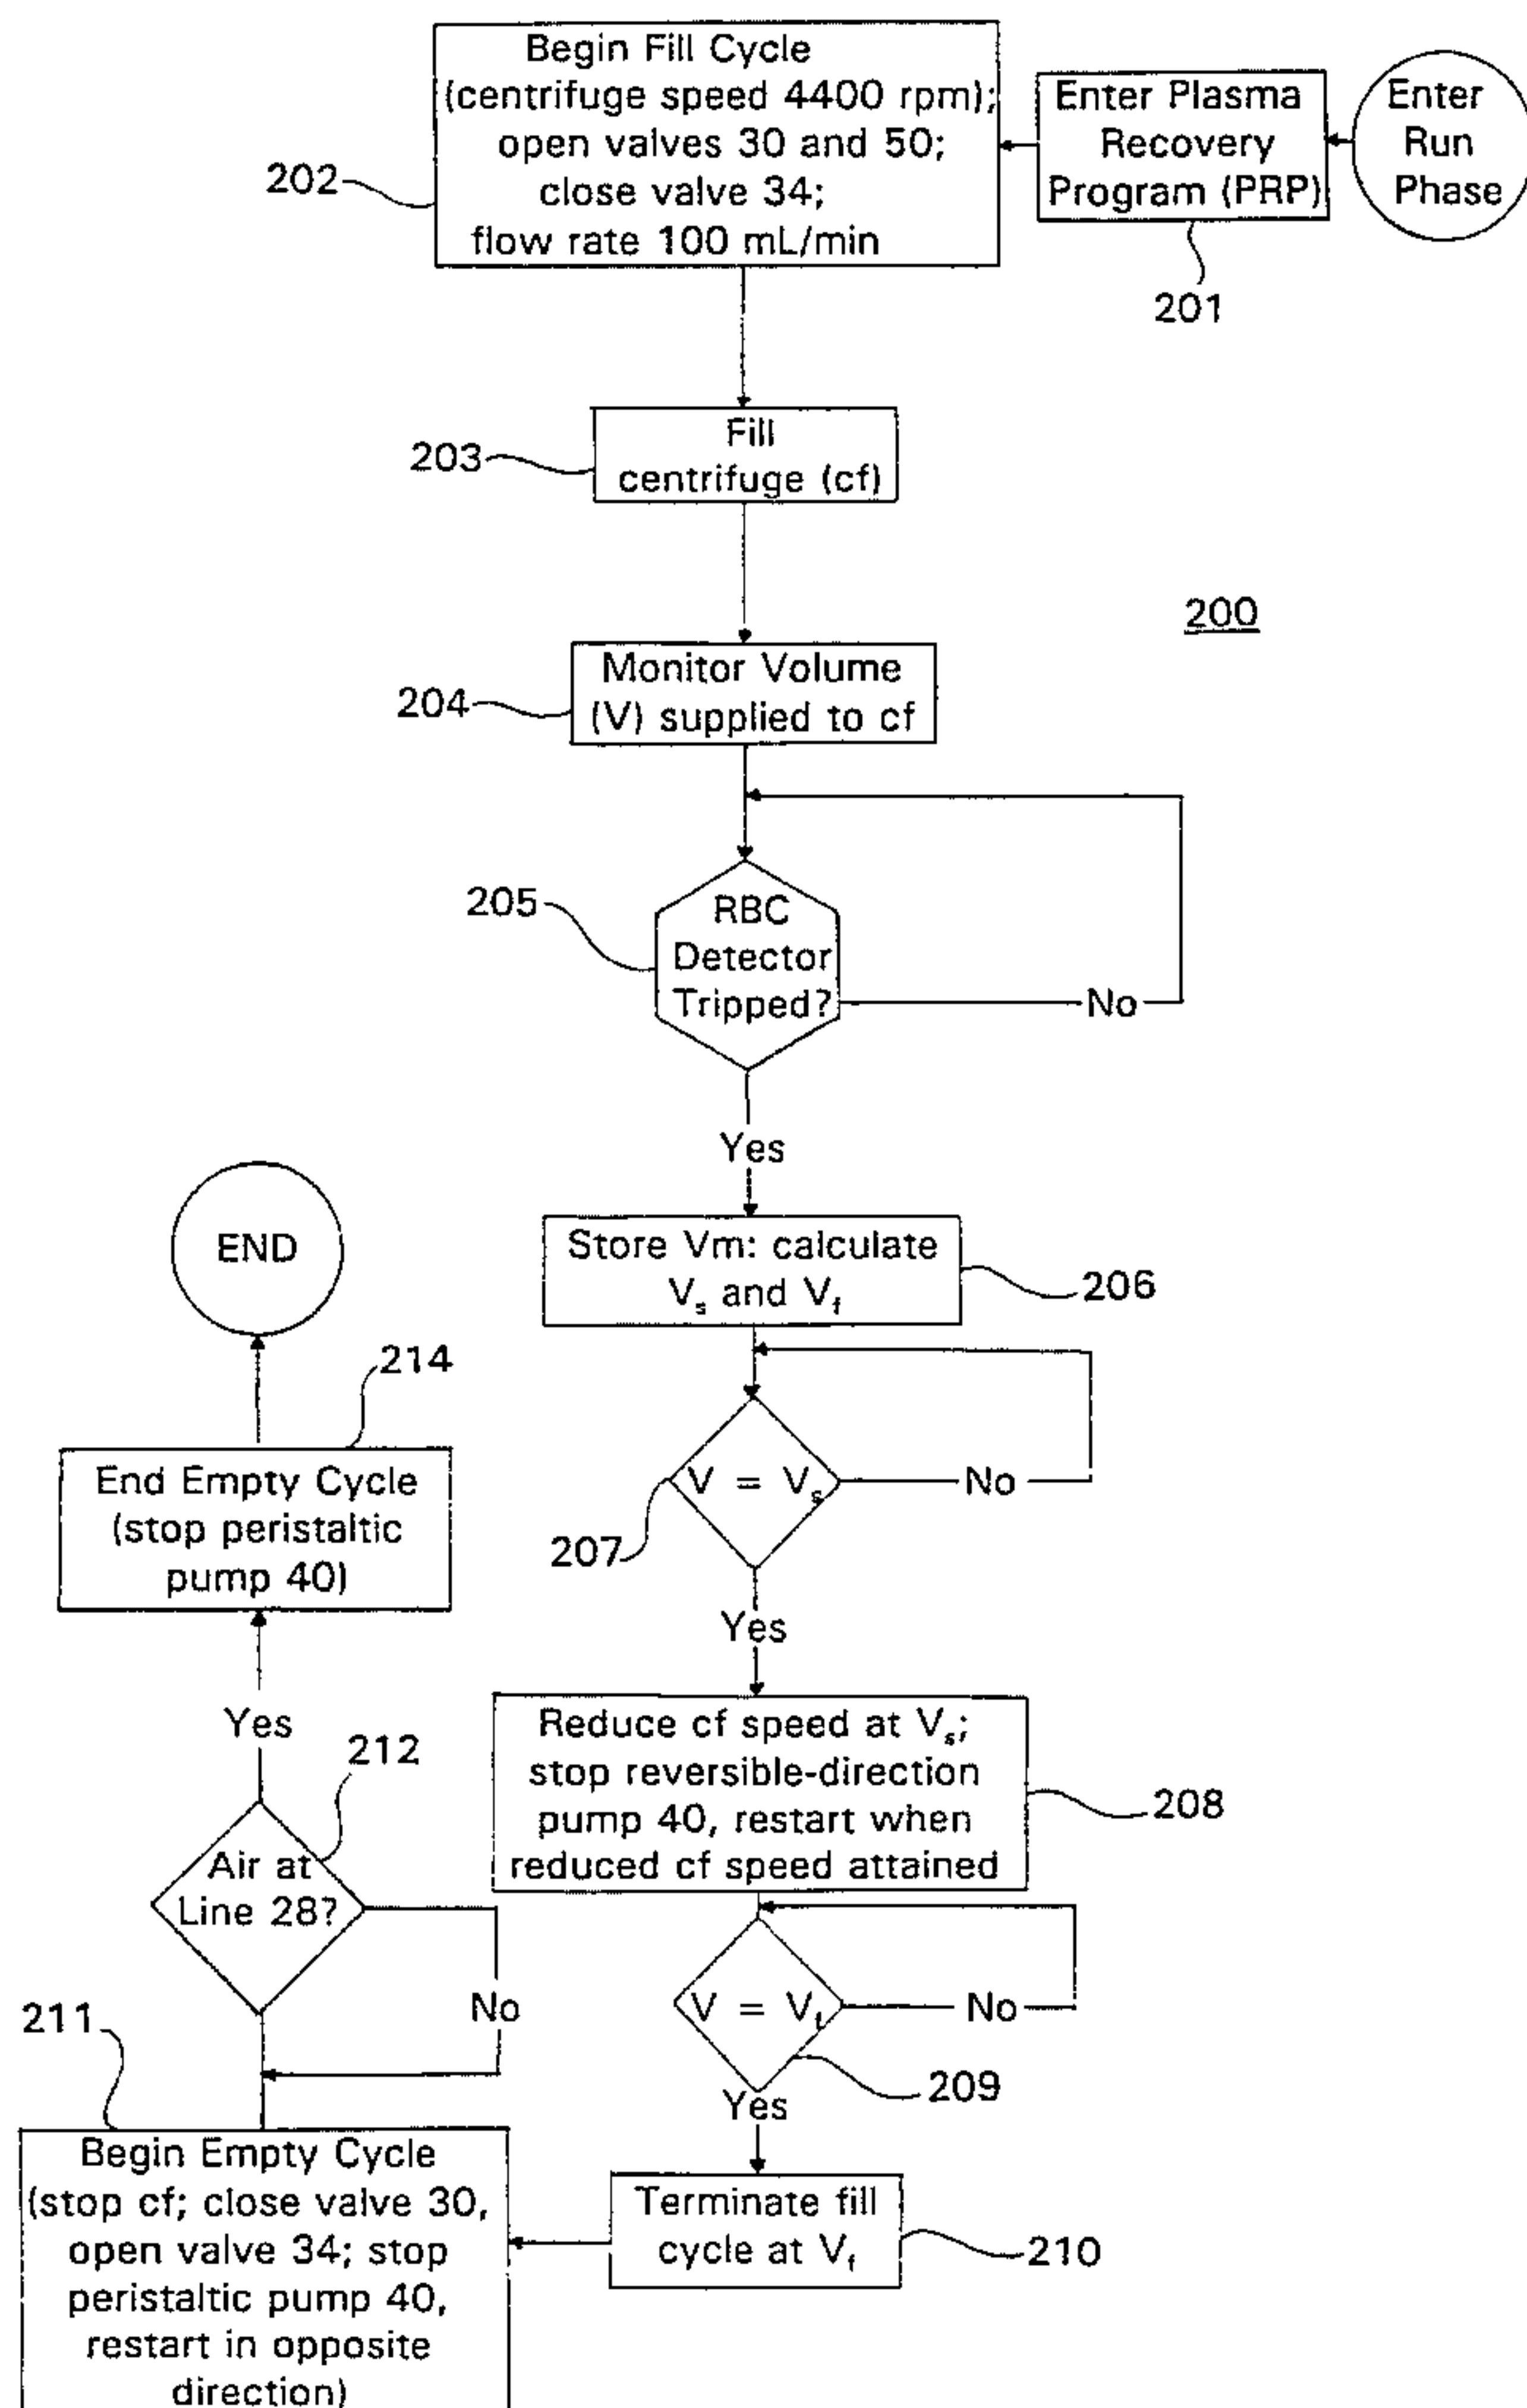 Enter
Run
Phase
Enter Plasma
Recovery
Program (PRP)
201
Begin Fill Cycle
(centrifuge speed 4400 rpm);
open valves 30 and 50;
close valve 34;
flow rate 100 mL/min
202
Fill
centrifuge (cf)
203
200
Monitor Volume
(V) supplied to cf
204
RBC
Detector
Tripped?
205
No
Yes
Store Vm: calculate
Vs and Vf
206
V = Vs
207
No
Yes
Reduce cf speed at Vs;
stop reversible-direction
pump 40, restart when
reduced cf speed attained
208
V = Vf
209
No
Yes
Terminate fill
cycle at Vf
210
Begin Empty Cycle
(stop cf; close valve 30,
open valve 34; stop
peristaltic pump 40,
restart in opposite
direction)
211
Air at
Line 28?
212
No
Yes
End Empty Cycle
(stop peristaltic
pump 40)
214
END